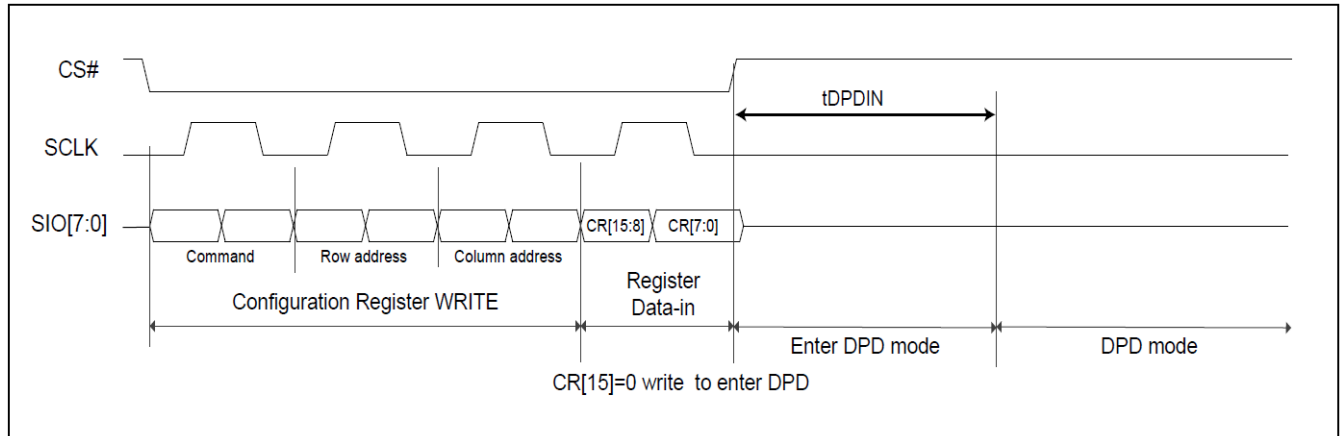 CS#
tDPDIN
SCLK
SIO[7:0]
CR[15:8] CR[7:0]
Command Row address Column address
Configuration Register WRITE
Register
Data-in
Enter DPD mode DPD mode
CR[15]=0 write to enter DPD